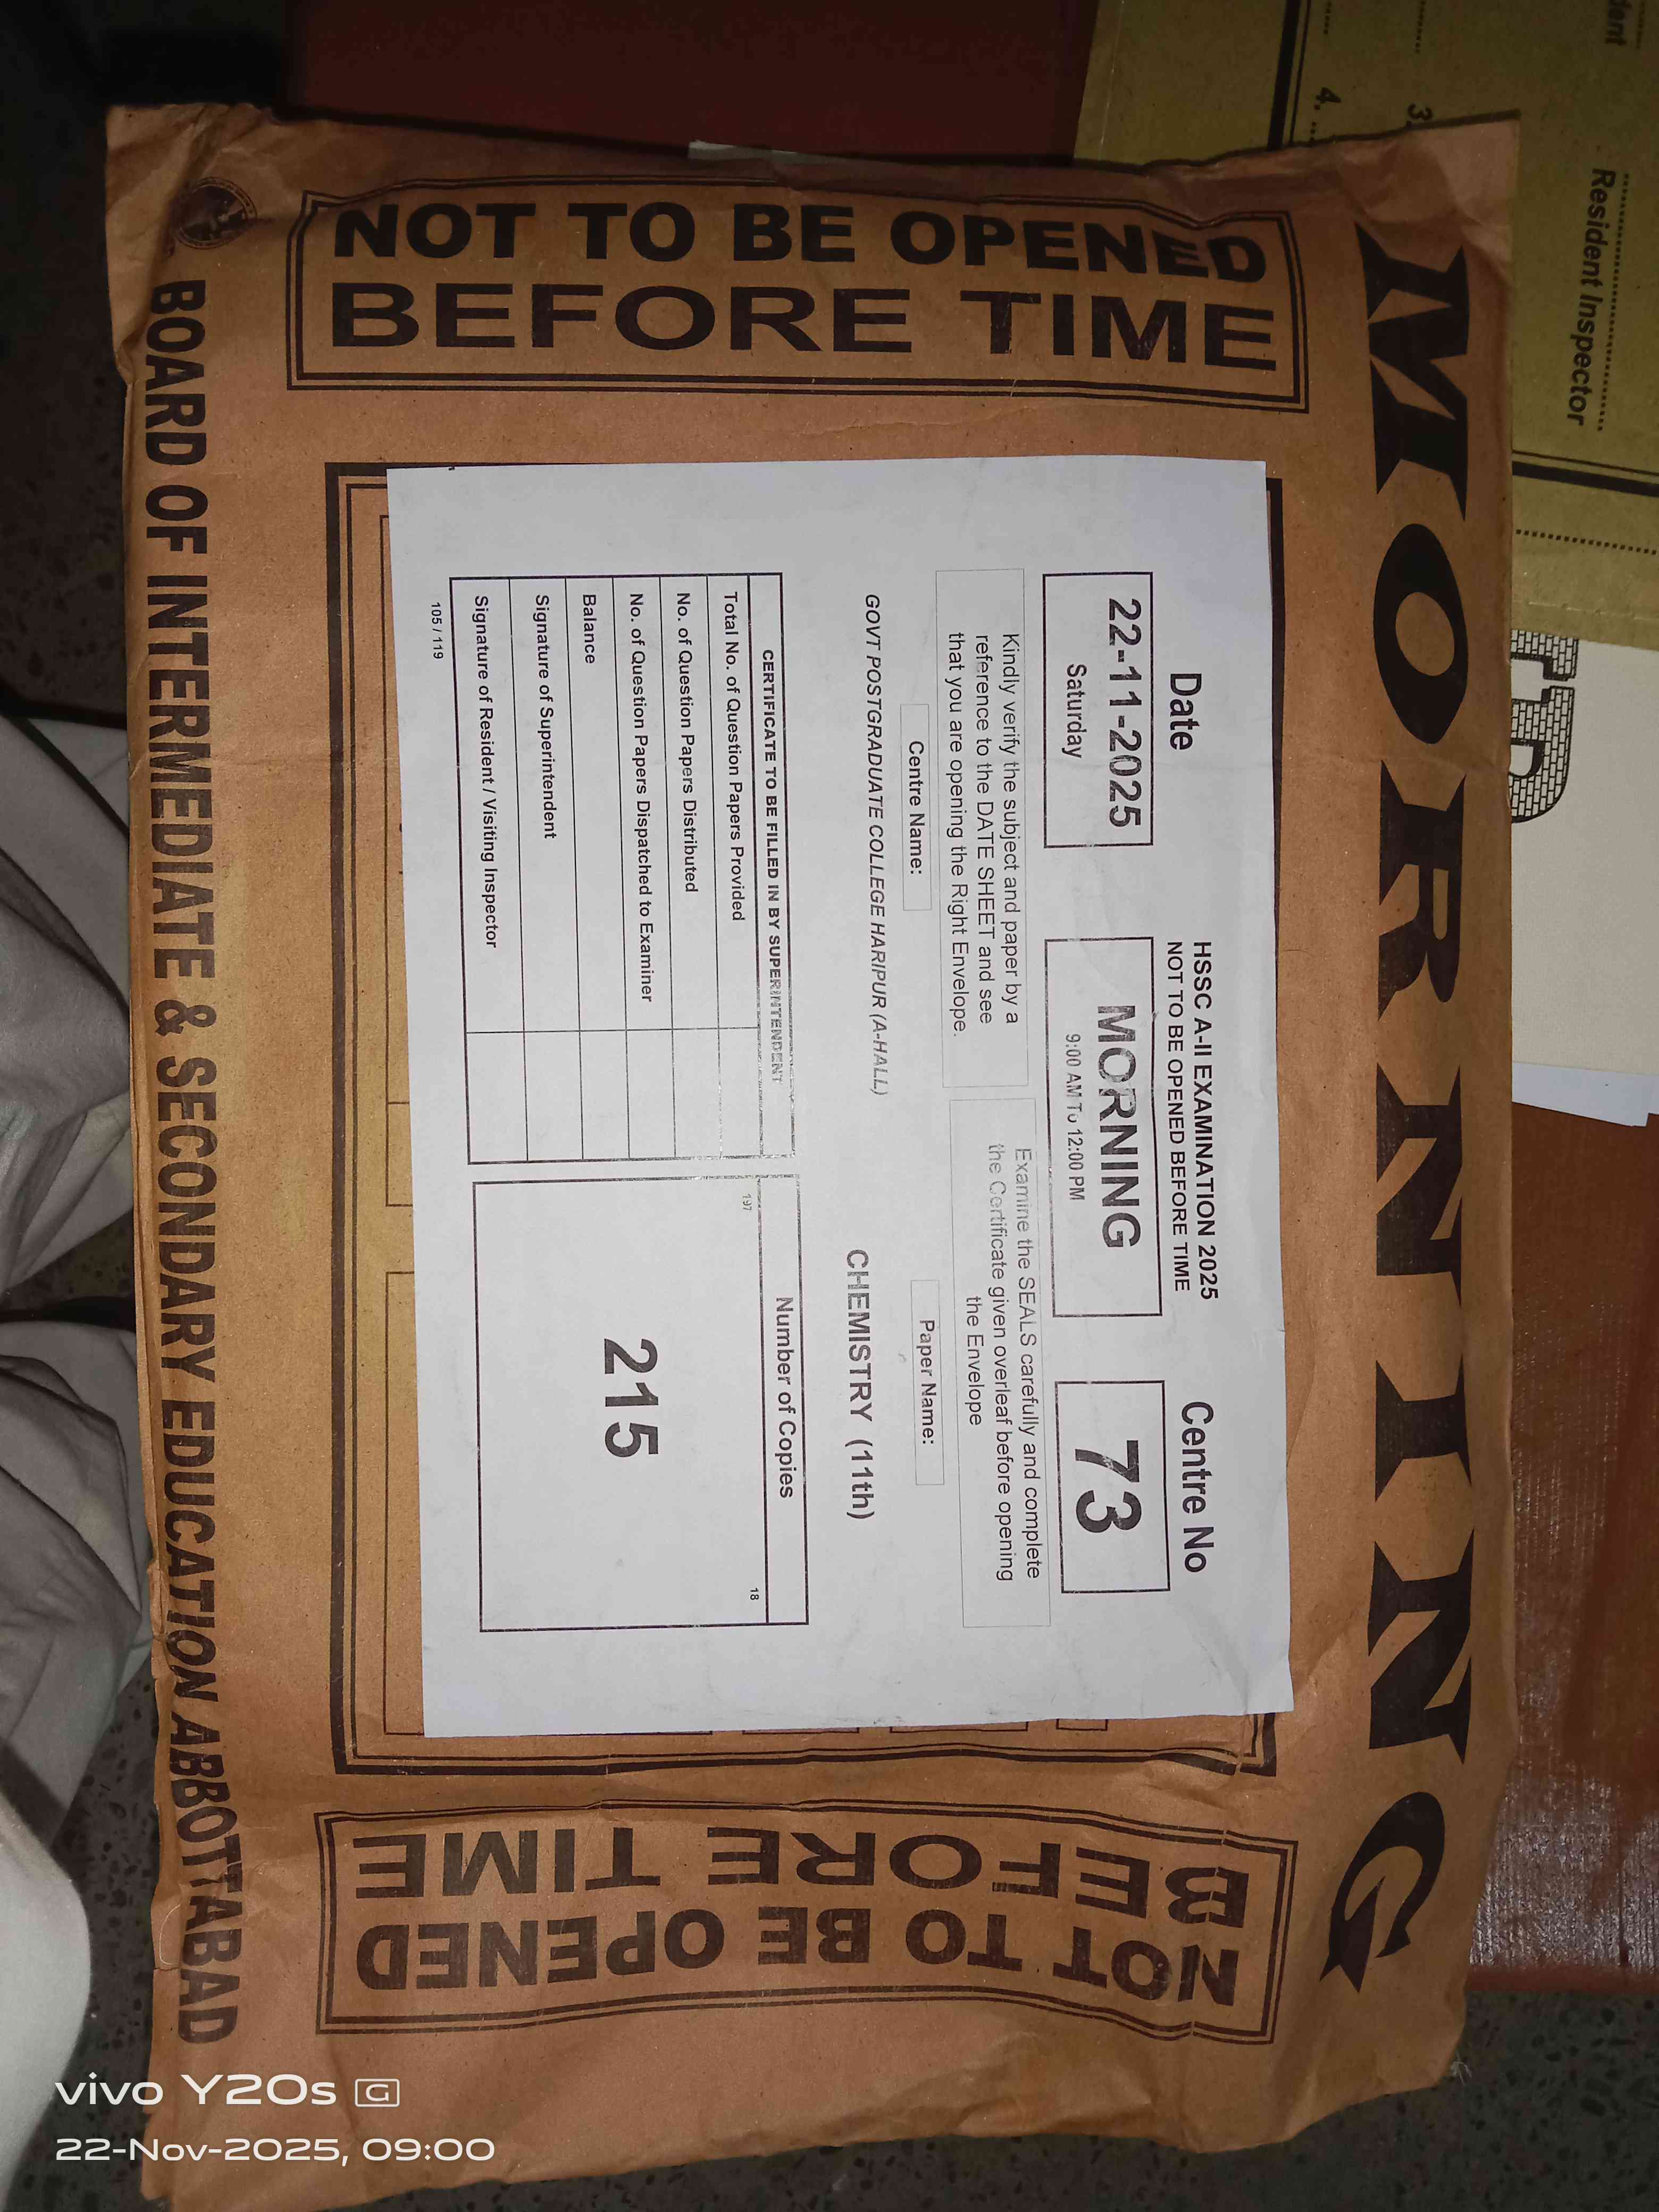 MORNING
NOT TO BE OPENED
BEFORE TIME
Date
22-11-2025
Saturday
HSSC A-II EXAMINATION 2025
NOT TO BE OPENED BEFORE TIME
MORNING
9:00 AM To 12:00 PM
Centre No
73
Kindly verify the subject and paper by a
reference to the DATE SHEET and see
that you are opening the Right Envelope.
Examine the SEALS carefully and complete
the Certificate given overleaf before opening
the Envelope
Centre Name:
Paper Name:
GOVT POSTGRADUATE COLLEGE HARIPUR (A-HALL)
CHEMISTRY (11th)
CERTIFICATE TO BE FILLED IN BY SUPERINTENDENT
Total No. of Question Papers Provided
No. of Question Papers Distributed
No. of Question Papers Dispatched to Examiner
Balance
Signature of Superintendent
Signature of Resident / Visiting Inspector
Number of Copies
197
18
215
105 / 119
NOT TO BE OPENED
BEFORE TIME
BOARD OF INTERMEDIATE & SECONDARY EDUCATION ABBOTTABAD
Resident Inspector
3.
4.
vivo Y20s G
22-Nov-2025, 09:00